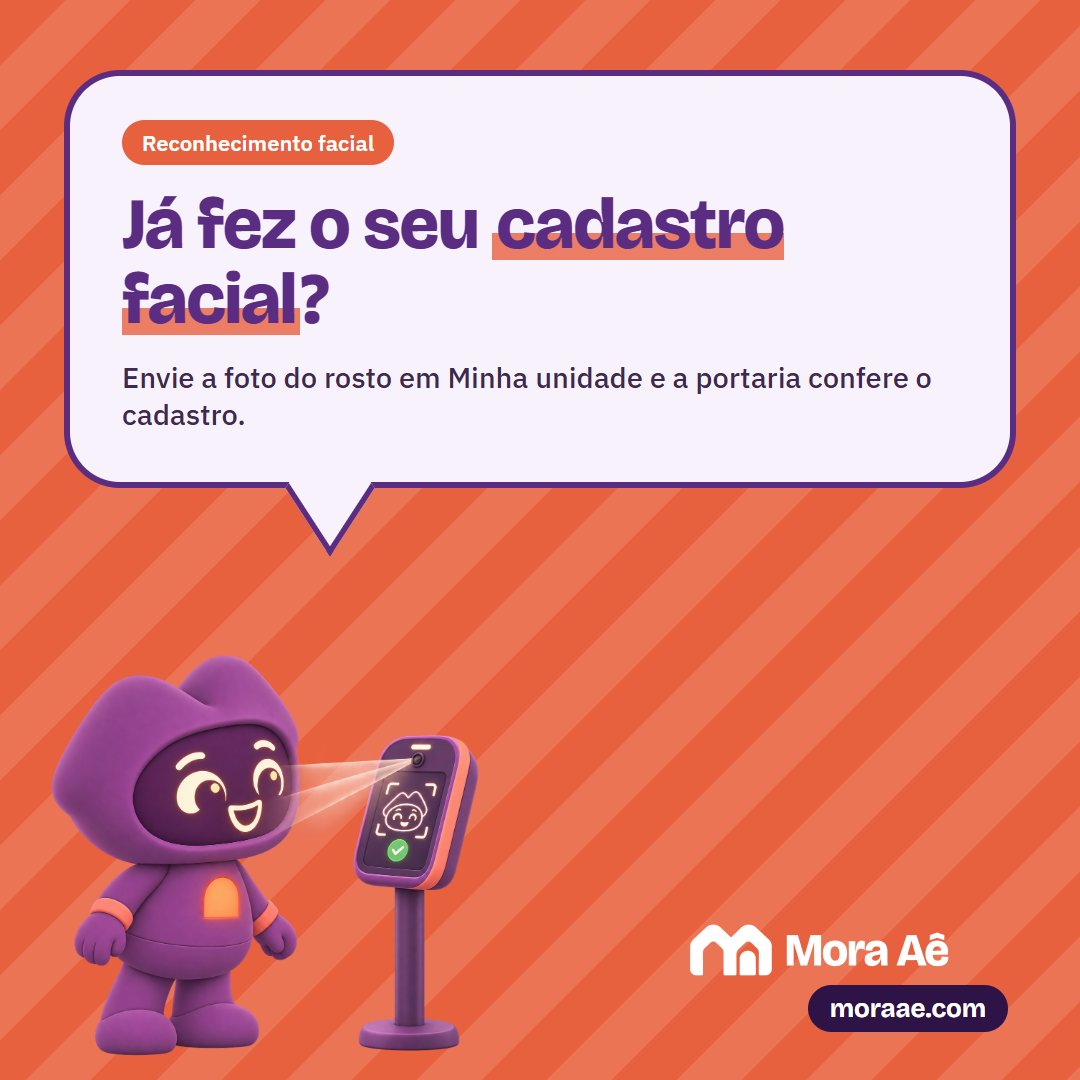 Reconhecimento facial
Já fez o seu cadastro
facial?
Envie a foto do rosto em Minha unidade e a portaria confere o
cadastro.
Mora Aê
moraae.com